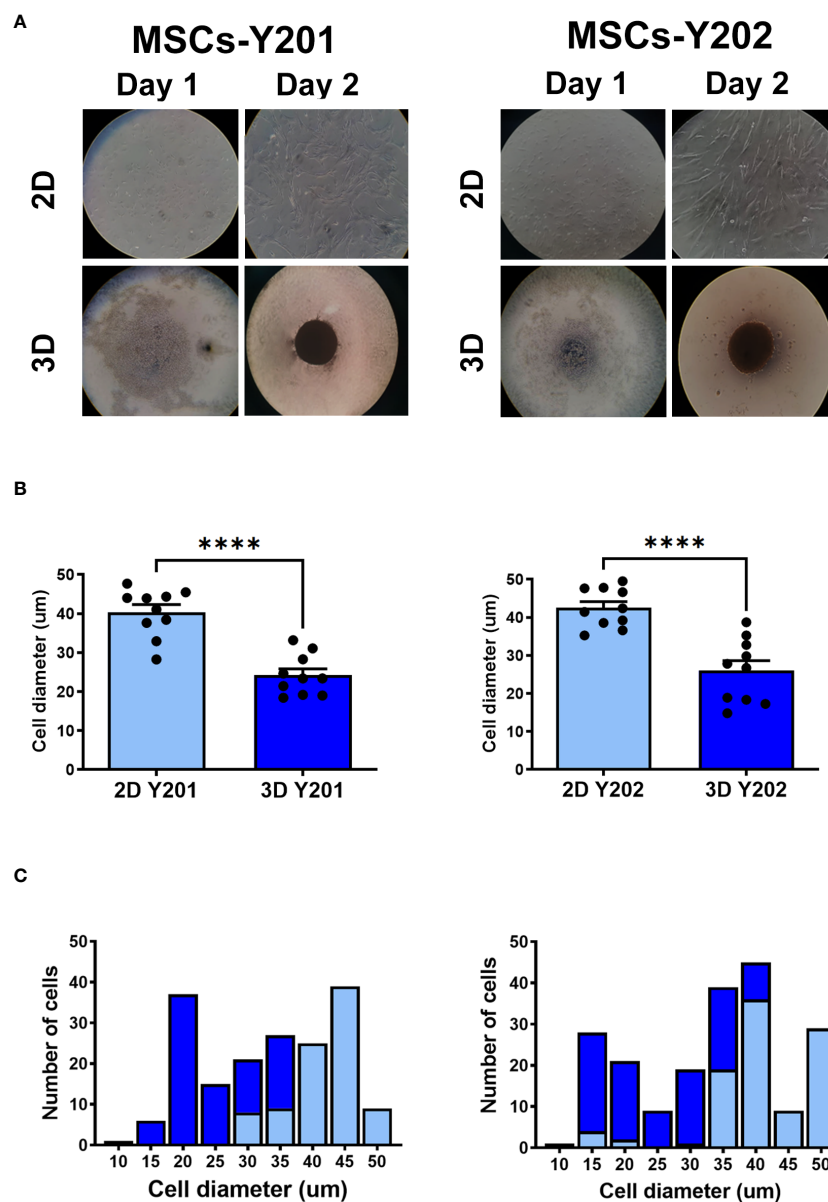 A
MSCs-Y201
MSCs-Y202
Day 1
Day 2
Day 1
Day 2
2D
2D
3D
3D
B
****
****
Cell diameter (um)
50
40
30
20
10
0
2D Y201
3D Y201
Cell diameter (um)
50
40
30
20
10
0
2D Y202
3D Y202
C
Number of cells
50
40
30
20
10
0
10 15 20 25 30 35 40 45 50
Cell diameter (um)
Number of cells
50
40
30
20
10
0
10 15 20 25 30 35 40 45 50
Cell diameter (um)